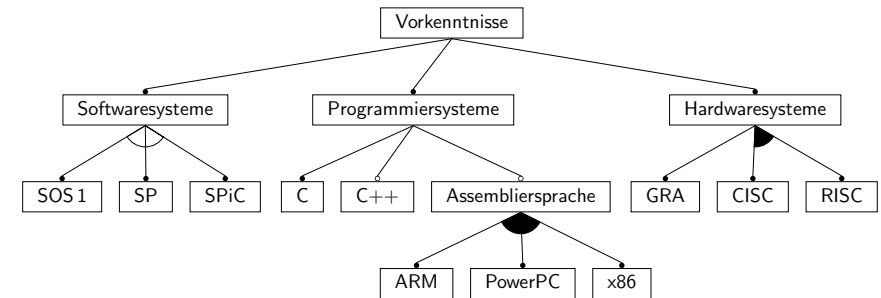 Vorkenntnisse
Softwaresysteme
Programmiersysteme
Hardwaresysteme
SOS 1
SP
SPiC
C
C++
Assembliersprache
GRA
CISC
RISC
ARM
PowerPC
x86